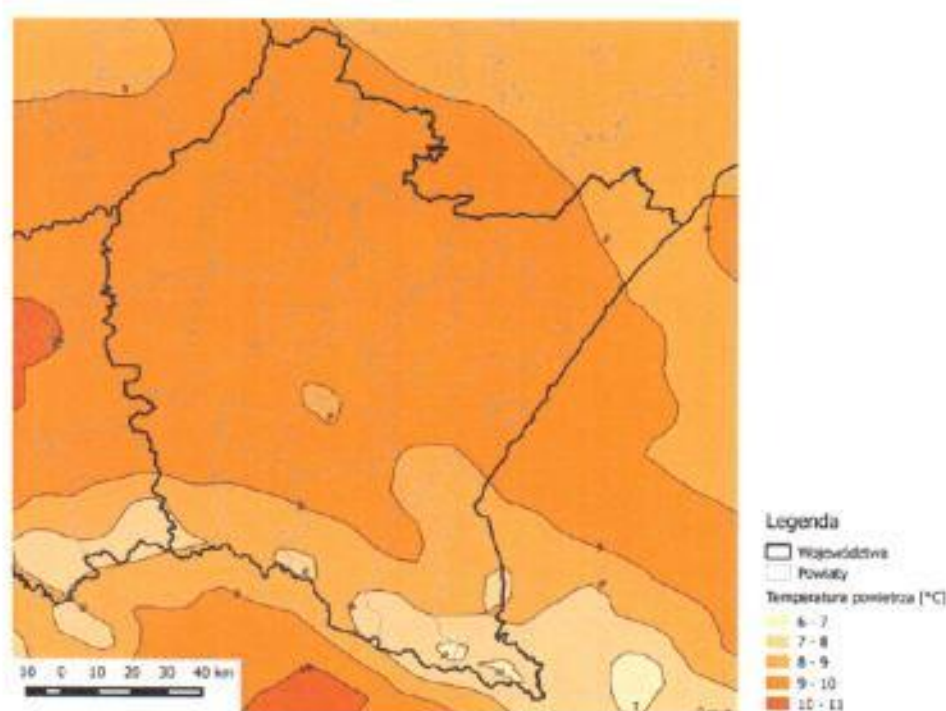 Legenda
Województwa
Powiaty
Temperatura powietrza [°C]
6 - 7
7 - 8
8 - 9
9 - 10
10 - 11
10 0 10 20 30 40 km